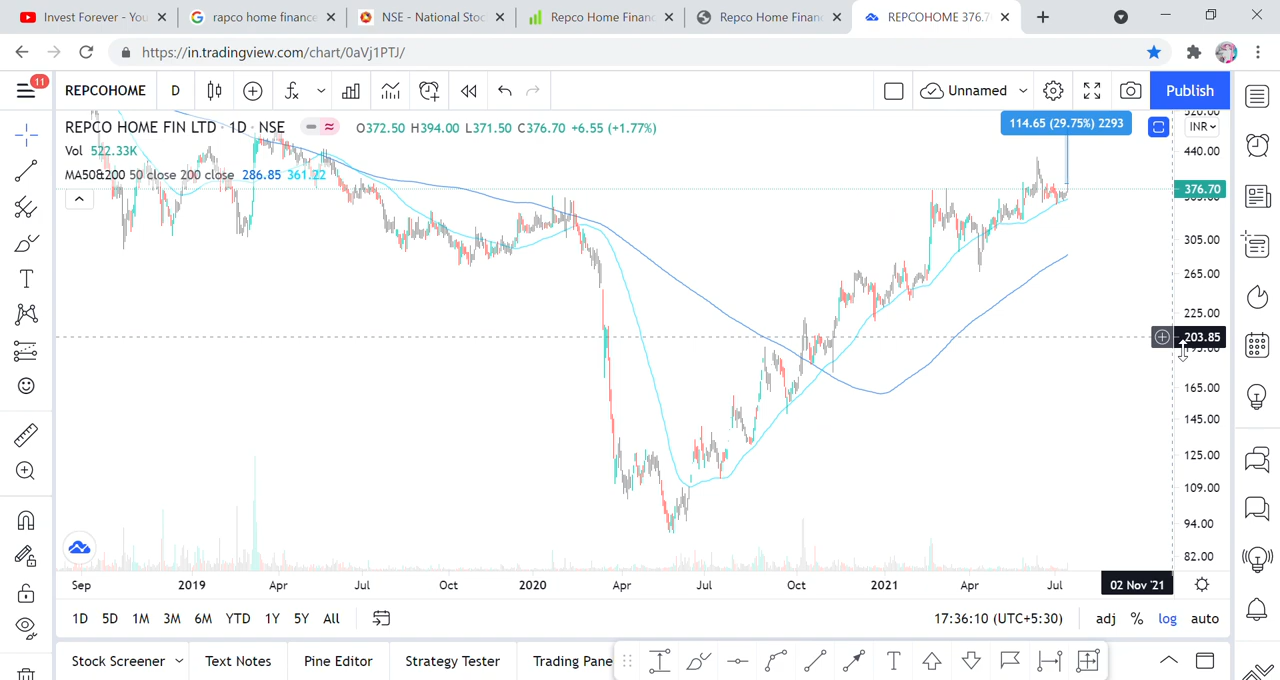 Invest Forever - You
rapco home finance
NSE - National Stoc
Repco Home Financ
Repco Home Financ
REPCOHOME 376.7
https://in.tradingview.com/chart/0aVj1PTJ/
11
REPCOHOME
D
Unnamed
Publish
REPCO HOME FIN LTD · 1D · NSE
O372.50 H394.00 L371.50 C376.70 +6.55 (+1.77%)
114.65 (29.75%) 2293
INR
Vol 522.33K
MA50&200 50 close 200 close 286.85 361.22
520.00
440.00
376.70
305.00
265.00
225.00
203.85
195.00
165.00
145.00
125.00
109.00
94.00
82.00
Sep 2019 Apr Jul Oct 2020 Apr Jul Oct 2021 Apr Jul 02 Nov '21
1D 5D 1M 3M 6M YTD 1Y 5Y All
17:36:10 (UTC+5:30)
adj % log auto
Stock Screener
Text Notes
Pine Editor
Strategy Tester
Trading Pane